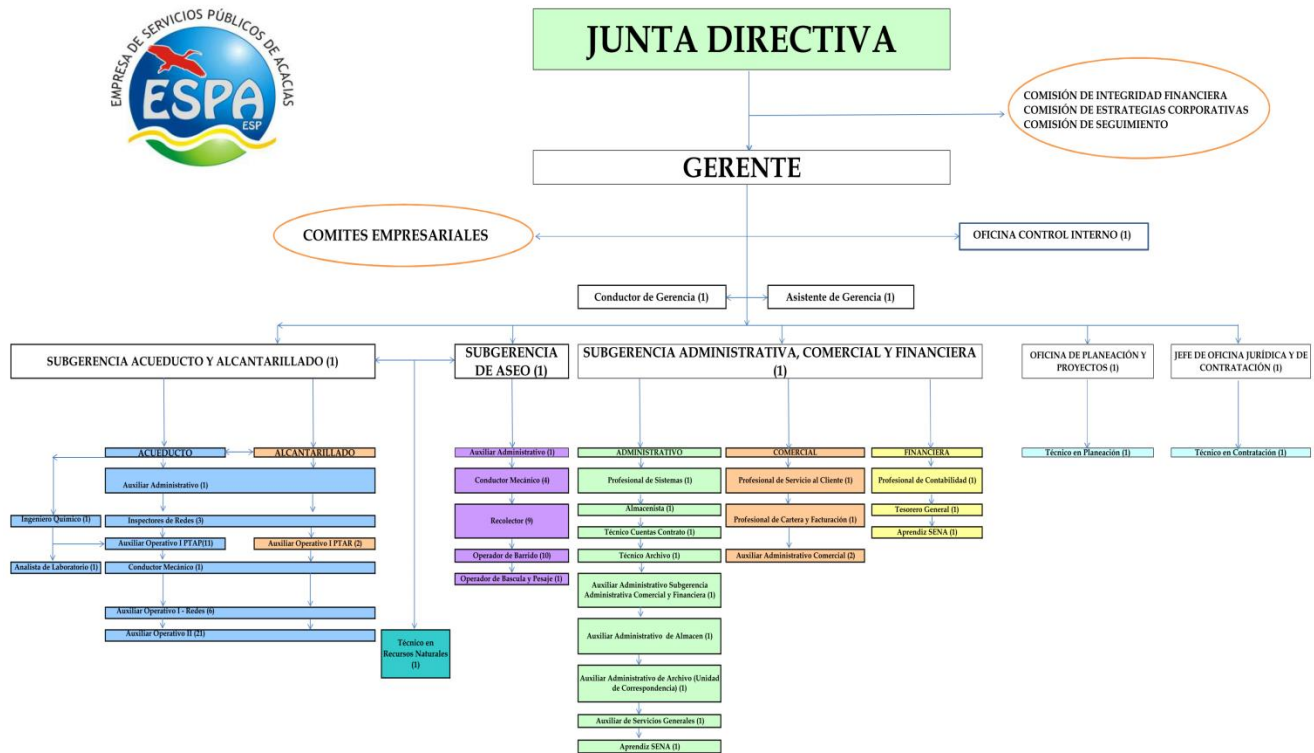 EMPRESA DE SERVICIOS PÚBLICOS DE ACACIAS
ESPA
ESP
JUNTA DIRECTIVA
COMISIÓN DE INTEGRIDAD FINANCIERA
COMISIÓN DE ESTRATEGIAS CORPORATIVAS
COMISIÓN DE SEGUIMIENTO
GERENTE
COMITES EMPRESARIALES
OFICINA CONTROL INTERNO (1)
Conductor de Gerencia (1)
Asistente de Gerencia (1)
SUBGERENCIA ACUEDUCTO Y ALCANTARILLADO (1)
SUBGERENCIA
DE ASEO (1)
SUBGERENCIA ADMINISTRATIVA, COMERCIAL Y FINANCIERA
(1)
OFICINA DE PLANEACIÓN Y
PROYECTOS (1)
JEFE DE OFICINA JURÍDICA Y DE
CONTRATACIÓN (1)
ACUEDUCTO
ALCANTARILLADO
Auxiliar Administrativo (1)
Ingeniero Quimico (1)
Inspectores de Redes (3)
Auxiliar Operativo I PTAP(11)
Auxiliar Operativo I PTAR (2)
Analista de Laboratorio (1)
Conductor Mecánico (1)
Auxiliar Operativo I - Redes (6)
Auxiliar Operativo II (21)
Técnico en
Recursos Naturales
(1)
Auxiliar Administrativo (1)
Conductor Mecánico (4)
Recolector (9)
Operador de Barrido (10)
Operador de Bascula y Pesaje (1)
ADMINISTRATIVO
Profesional de Sistemas (1)
Almacenista (1)
Técnico Cuentas Contrato (1)
Técnico Archivo (1)
Auxiliar Administrativo Subgerencia
Administrativa Comercial y Financiera (1)
Auxiliar Administrativo de Almacen (1)
Auxiliar Administrativo de Archivo (Unidad
de Correspondencia) (1)
Auxiliar de Servicios Generales (1)
Aprendiz SENA (1)
COMERCIAL
Profesional de Servicio al Cliente (1)
Profesional de Cartera y Facturación (1)
Auxiliar Administrativo Comercial (2)
FINANCIERA
Profesional de Contabilidad (1)
Tesorero General (1)
Aprendiz SENA (1)
Técnico en Planeación (1)
Técnico en Contratación (1)